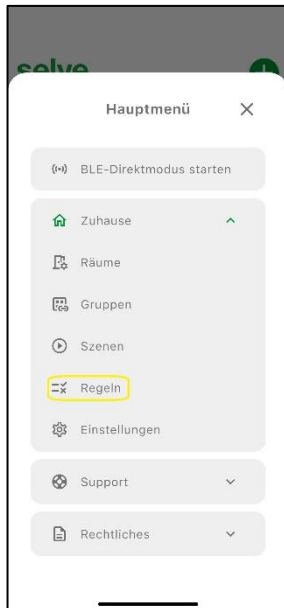 selve
Hauptmenü
BLE-Direktmodus starten
Zuhause
Räume
Gruppen
Szenen
Regeln
Einstellungen
Support
Rechtliches